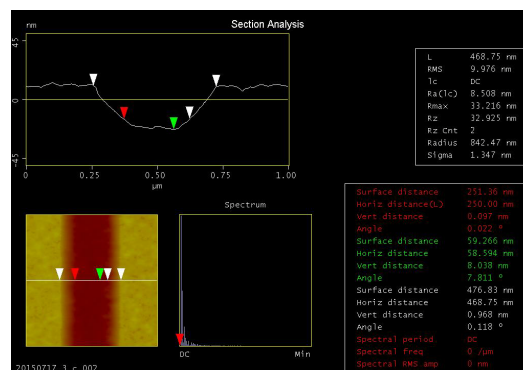 Section Analysis
nm
45
0
-45
0 0.25 0.50 0.75 1.00
µm
L 468.75 nm
RMS 9.976 nm
lc DC
Ra(lc) 8.508 nm
Rmax 33.216 nm
Rz 32.925 nm
Rz Cnt 2
Radius 842.47 nm
Sigma 1.347 nm
Spectrum
DC Min
Surface distance 251.36 nm
Horiz distance(L) 250.00 nm
Vert distance 0.097 nm
Angle 0.022 °
Surface distance 59.266 nm
Horiz distance 58.594 nm
Vert distance 8.038 nm
Angle 7.811 °
Surface distance 476.83 nm
Horiz distance 468.75 nm
Vert distance 0.968 nm
Angle 0.118 °
Spectral period DC
Spectral freq 0 /µm
Spectral RMS amp 0 nm
20150717_3_c.002